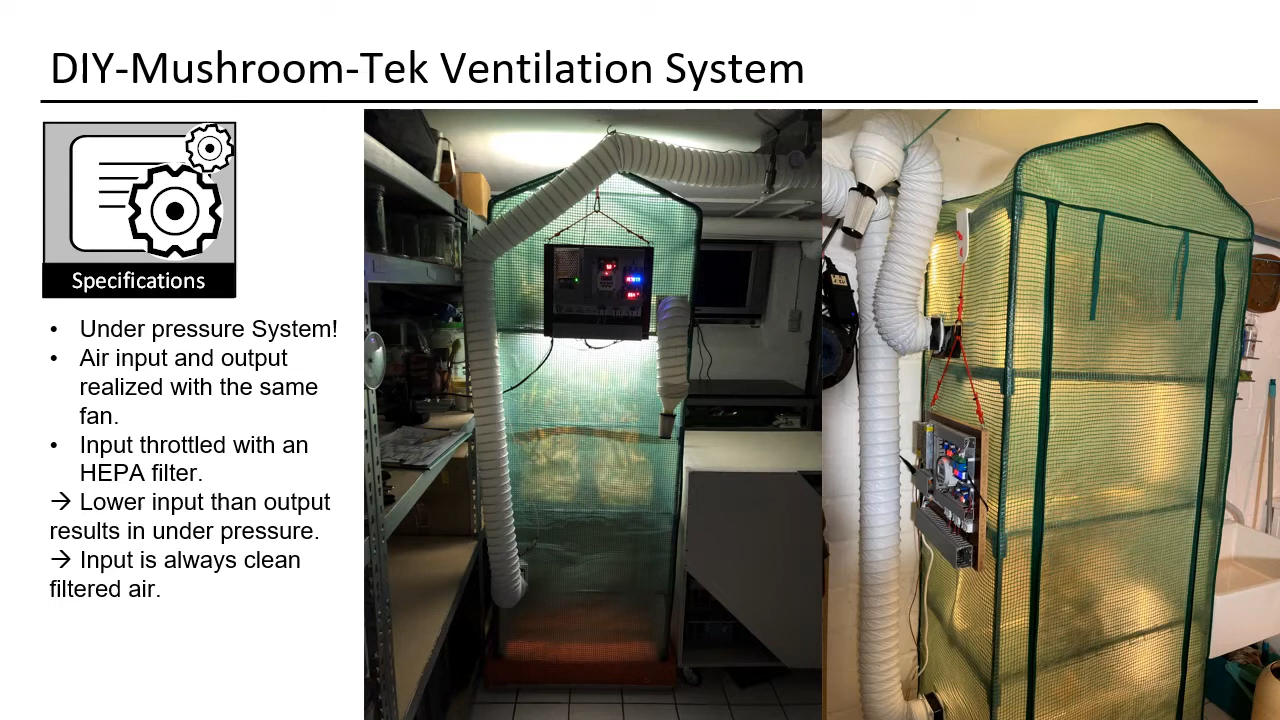 DIY-Mushroom-Tek Ventilation System
Specifications
• Under pressure System!
• Air input and output
realized with the same
fan.
• Input throttled with an
HEPA filter.
→ Lower input than output
results in under pressure.
→ Input is always clean
filtered air.